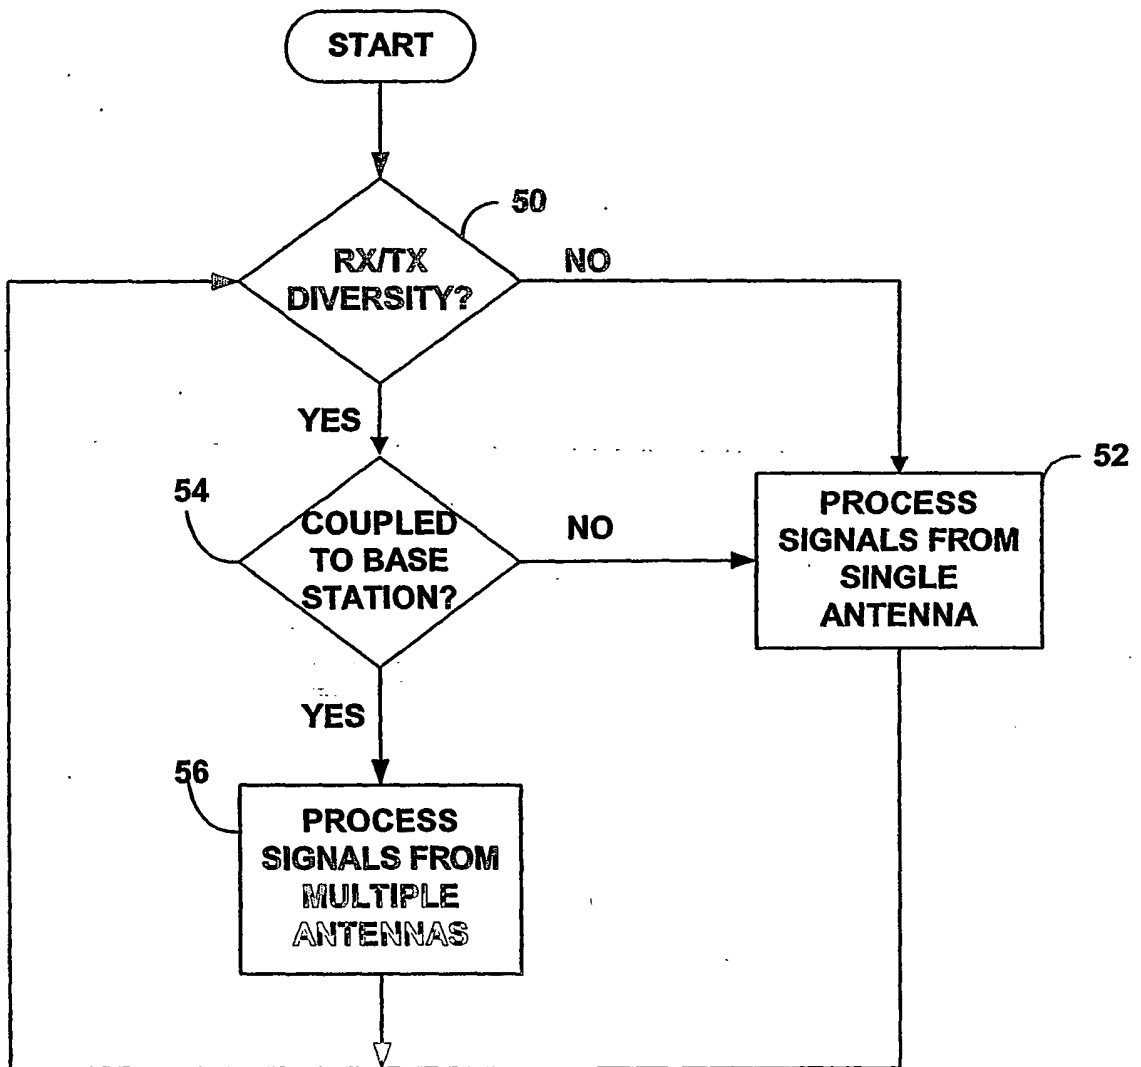 START
50
RX/TX
DIVERSITY?
NO
YES
52
54
COUPLED
TO BASE
STATION?
NO
PROCESS
SIGNALS FROM
SINGLE
ANTENNA
YES
56
PROCESS
SIGNALS FROM
MULTIPLE
ANTENNAS